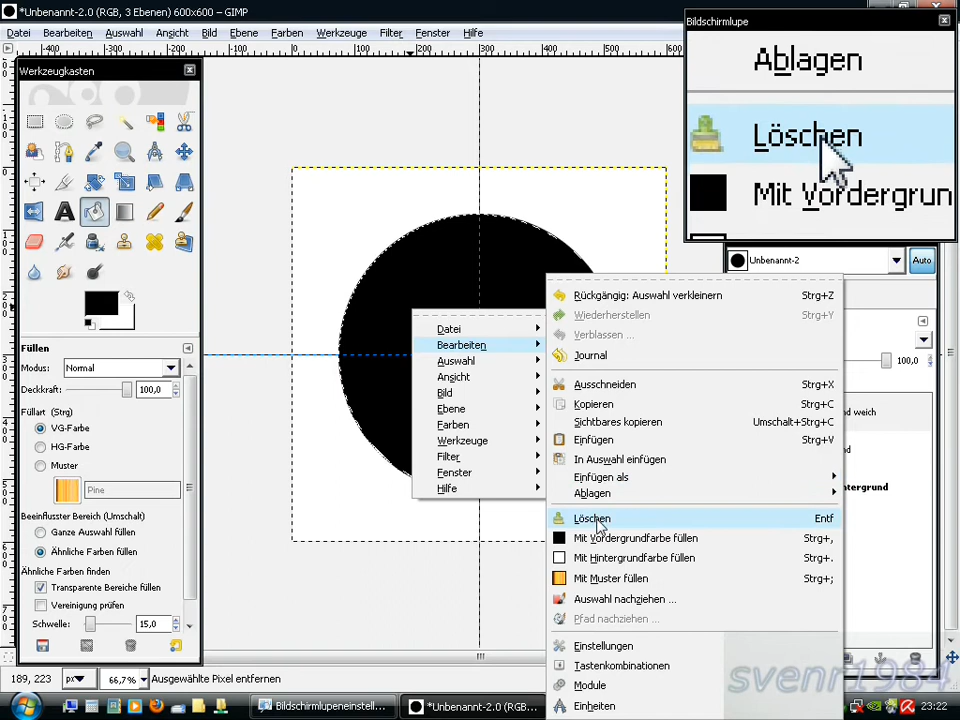 *Unbenannt-2.0 (RGB, 3 Ebenen) 600x600 – GIMP
Datei Bearbeiten Auswahl Ansicht Bild Ebene Farben Werkzeuge Filter Fenster Hilfe
Werkzeugkasten
Füllen
Modus: Normal
Deckkraft: 100,0
Füllart (Strg)
VG-Farbe
HG-Farbe
Muster
Pine
Beeinflusster Bereich (Umschalt)
Ganze Auswahl füllen
Ähnliche Farben füllen
Ähnliche Farben finden
Transparente Bereiche füllen
Vereinigung prüfen
Schwelle: 15,0
Datei
Bearbeiten
Auswahl
Ansicht
Bild
Ebene
Farben
Werkzeuge
Filter
Fenster
Hilfe
Rückgängig: Auswahl verkleinern Strg+Z
Wiederherstellen Strg+Y
Verblassen ...
Journal
Ausschneiden Strg+X
Kopieren Strg+C
Sichtbares kopieren Umschalt+Strg+C
Einfügen Strg+V
In Auswahl einfügen
Einfügen als
Ablagen
Löschen Entf
Mit Vordergrundfarbe füllen Strg+,
Mit Hintergrundfarbe füllen Strg+.
Mit Muster füllen Strg+;
Auswahl nachziehen ...
Pfad nachziehen ...
Einstellungen
Tastenkombinationen
Module
Einheiten
Bildschirmlupe
Ablagen
Löschen
Mit Vordergrun
Unbenannt-2 Auto
100,0
nd weich
intergrund
svenr1984
189, 223 px 66,7% Ausgewählte Pixel entfernen
Bildschirmlupeneinstell... *Unbenannt-2.0 (RGB,... 23:22